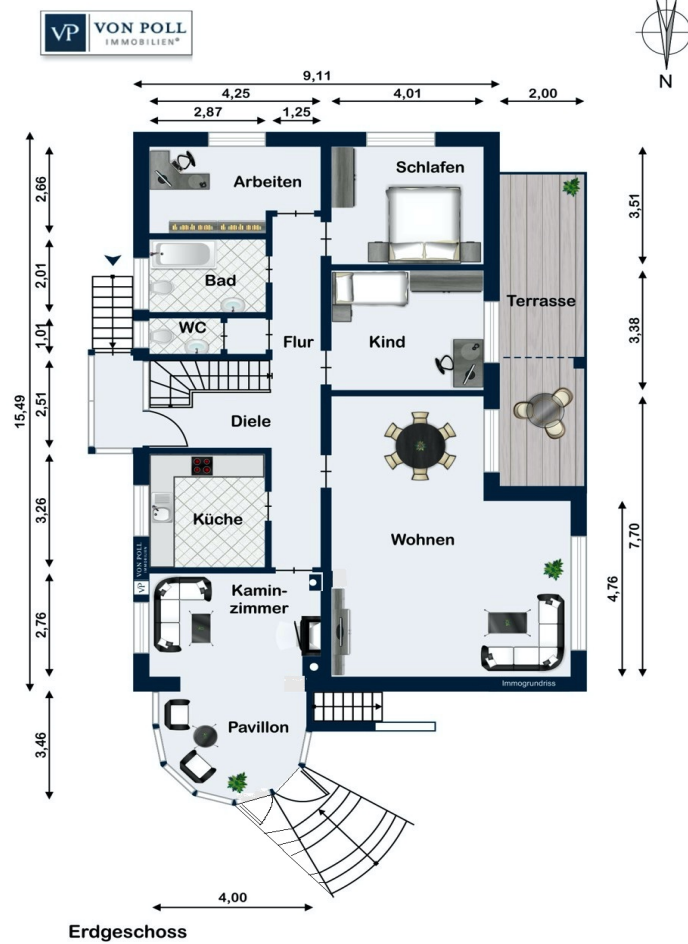 VP VON POLL
IMMOBILIEN®
N
9,11
4,25
4,01
2,00
2,87
1,25
Arbeiten
Schlafen
2,66
3,51
Bad
2,01
Terrasse
WC
1,01
Flur
Kind
3,38
15,49
2,51
Diele
Küche
3,26
Wohnen
7,70
4,76
VP VON POLL
IMMOBILIEN
Kamin-
zimmer
2,76
Immogrundriss
Pavillon
3,46
4,00
Erdgeschoss